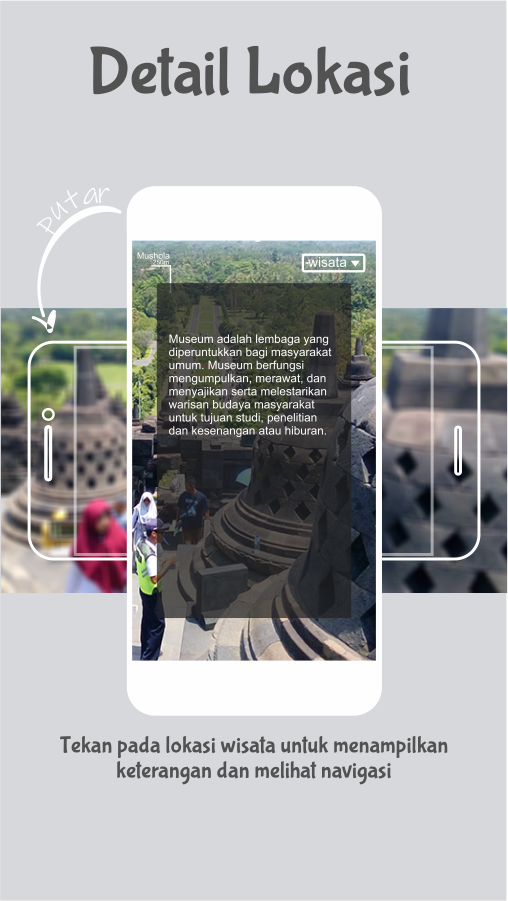 Detail Lokasi
putar
Mushola
250m
wisata
Museum adalah lembaga yang
diperuntukkan bagi masyarakat
umum. Museum berfungsi
mengumpulkan, merawat, dan
menyajikan serta melestarikan
warisan budaya masyarakat
untuk tujuan studi, penelitian
dan kesenangan atau hiburan.
Tekan pada lokasi wisata untuk menampilkan
keterangan dan melihat navigasi